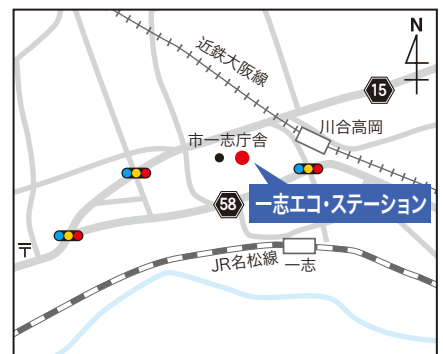 N
近鉄大阪線
15
川合高岡
市一志庁舎
58
一志エコ・ステーション
〒
JR名松線
一志